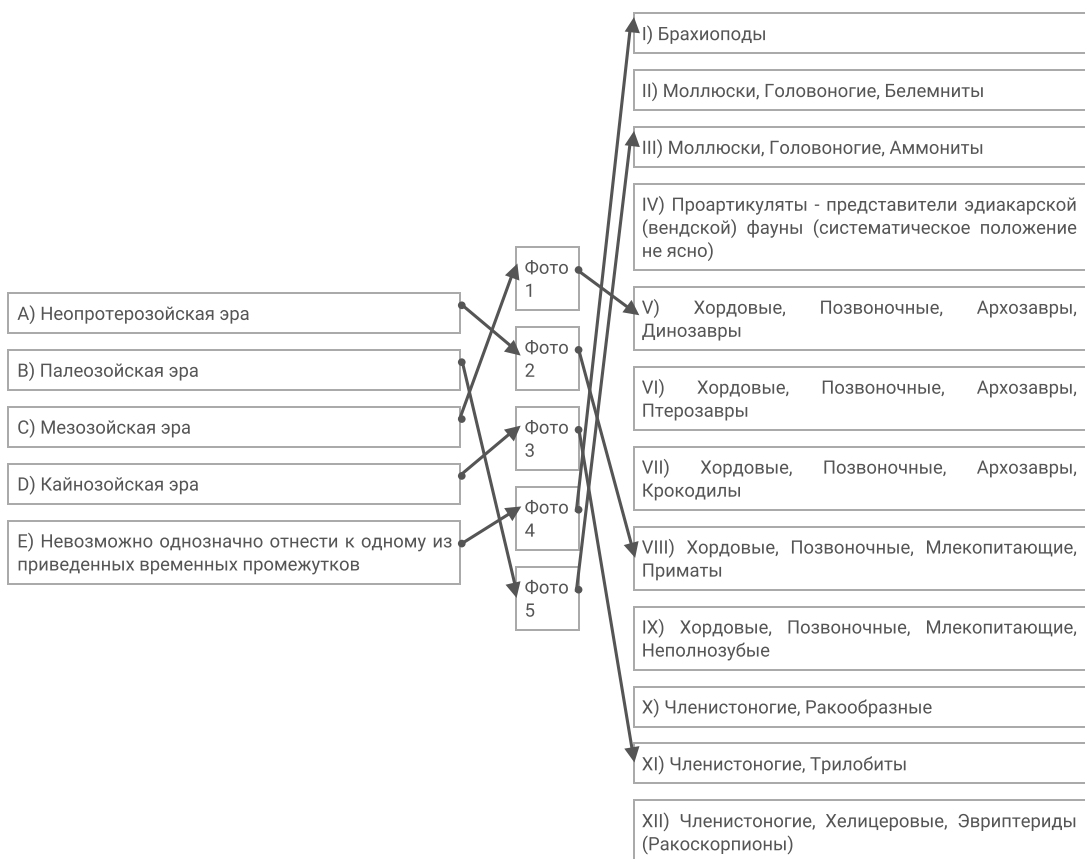 A) Неопротерозойская эра
B) Палеозойская эра
C) Мезозойская эра
D) Кайнозойская эра
E) Невозможно однозначно отнести к одному из
приведенных временных промежутков
Фото
1
Фото
2
Фото
3
Фото
4
Фото
5
I) Брахиоподы
II) Моллюски, Головоногие, Белемниты
III) Моллюски, Головоногие, Аммониты
IV) Проартикуляты - представители эдиакарской
(вендской) фауны (систематическое положение
не ясно)
V) Хордовые, Позвоночные, Архозавры,
Динозавры
VI) Хордовые, Позвоночные, Архозавры,
Птерозавры
VII) Хордовые, Позвоночные, Архозавры,
Крокодилы
VIII) Хордовые, Позвоночные, Млекопитающие,
Приматы
IX) Хордовые, Позвоночные, Млекопитающие,
Неполнозубые
X) Членистоногие, Ракообразные
XI) Членистоногие, Трилобиты
XII) Членистоногие, Хелицеровые, Эвриптериды
(Ракоскорпионы)